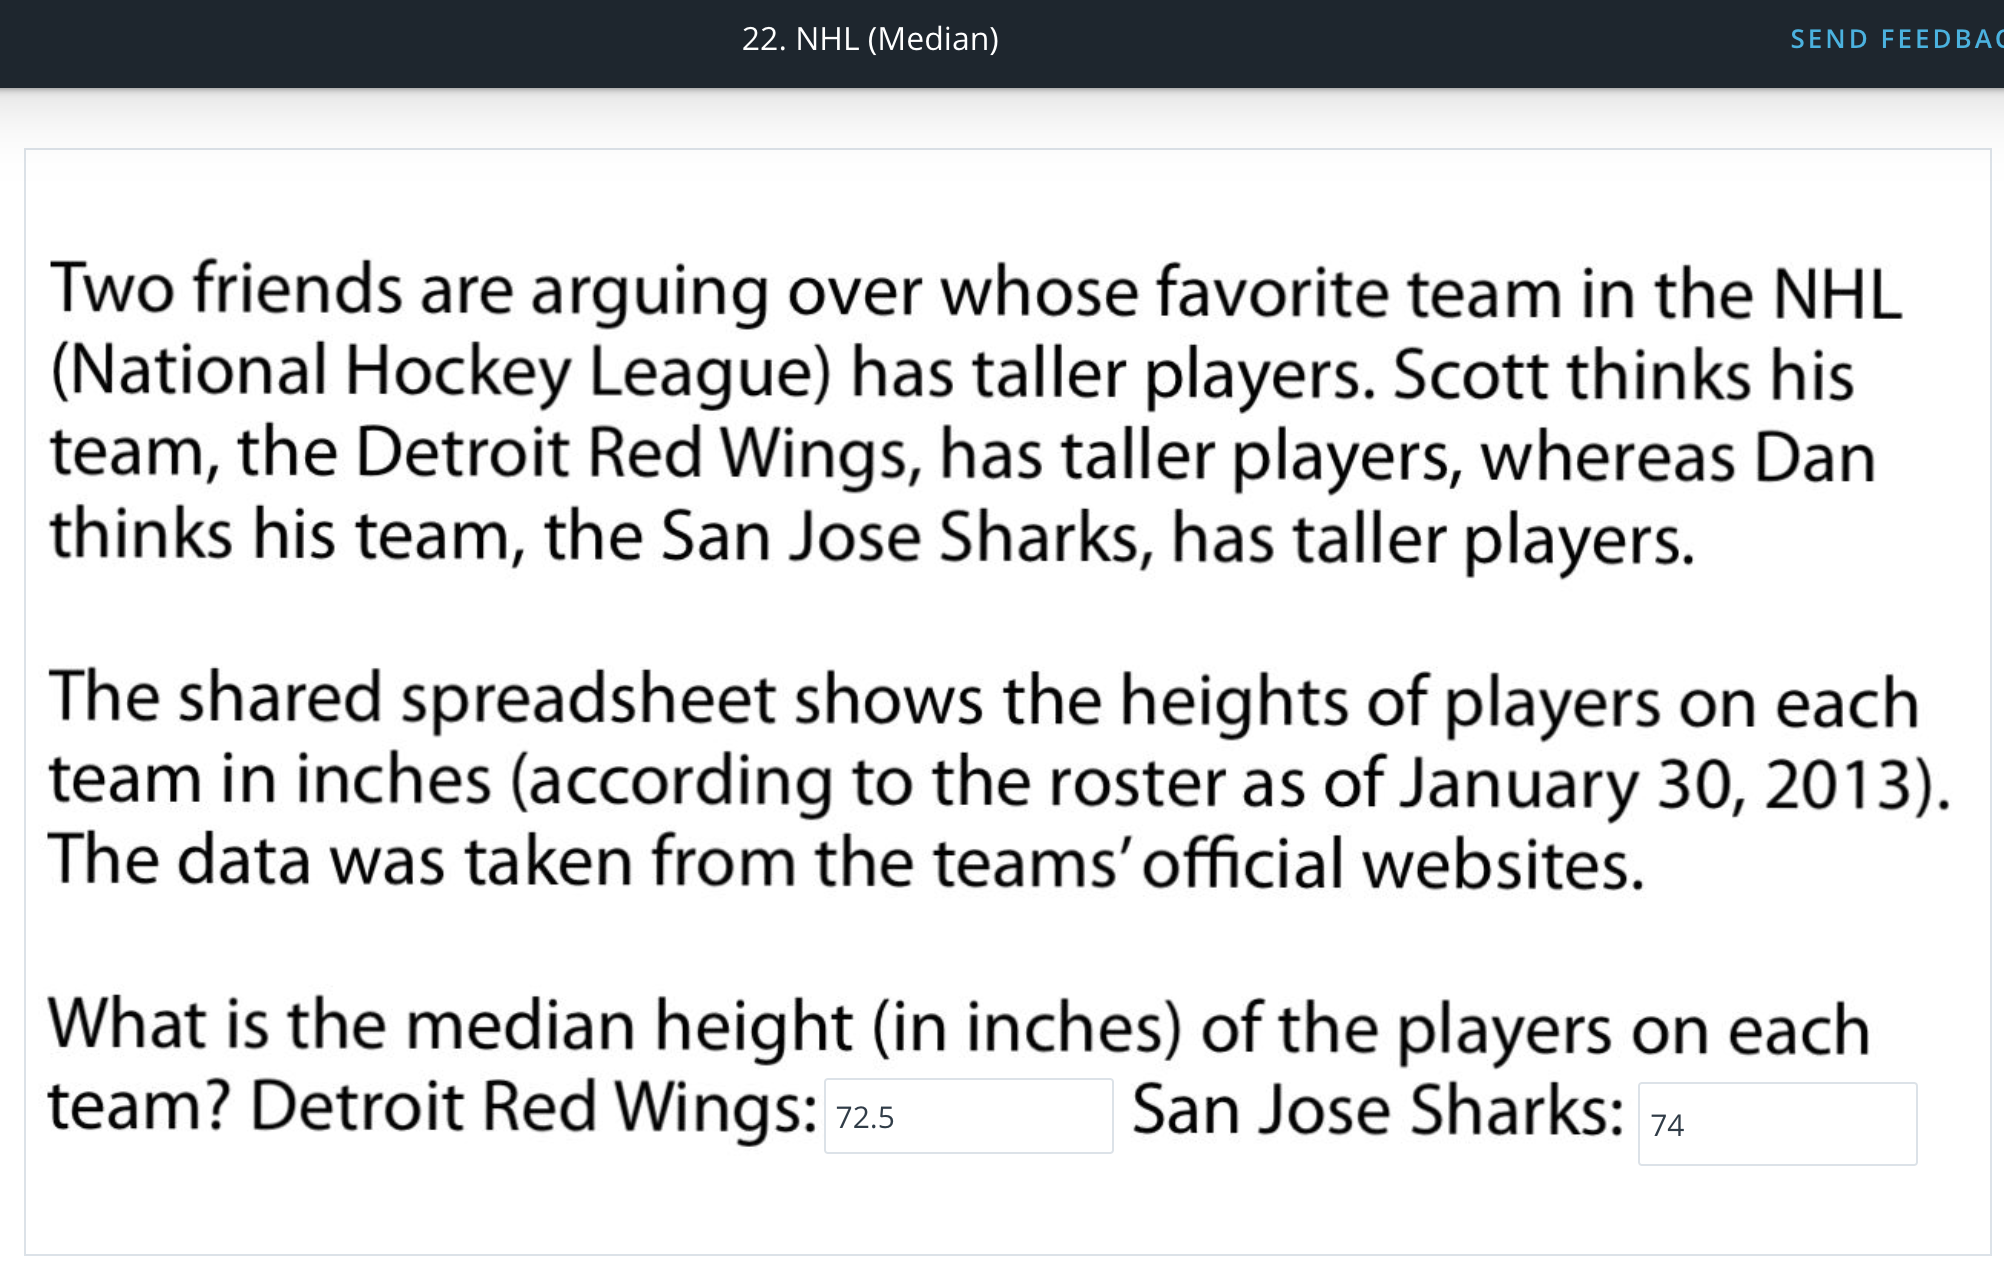 22. NHL (Median)
SEND FEEDBAC
Two friends are arguing over whose favorite team in the NHL
(National Hockey League) has taller players. Scott thinks his
team, the Detroit Red Wings, has taller players, whereas Dan
thinks his team, the San Jose Sharks, has taller players.
The shared spreadsheet shows the heights of players on each
team in inches (according to the roster as of January 30, 2013).
The data was taken from the teams’ official websites.
What is the median height (in inches) of the players on each
team? Detroit Red Wings: 72.5 San Jose Sharks: 74